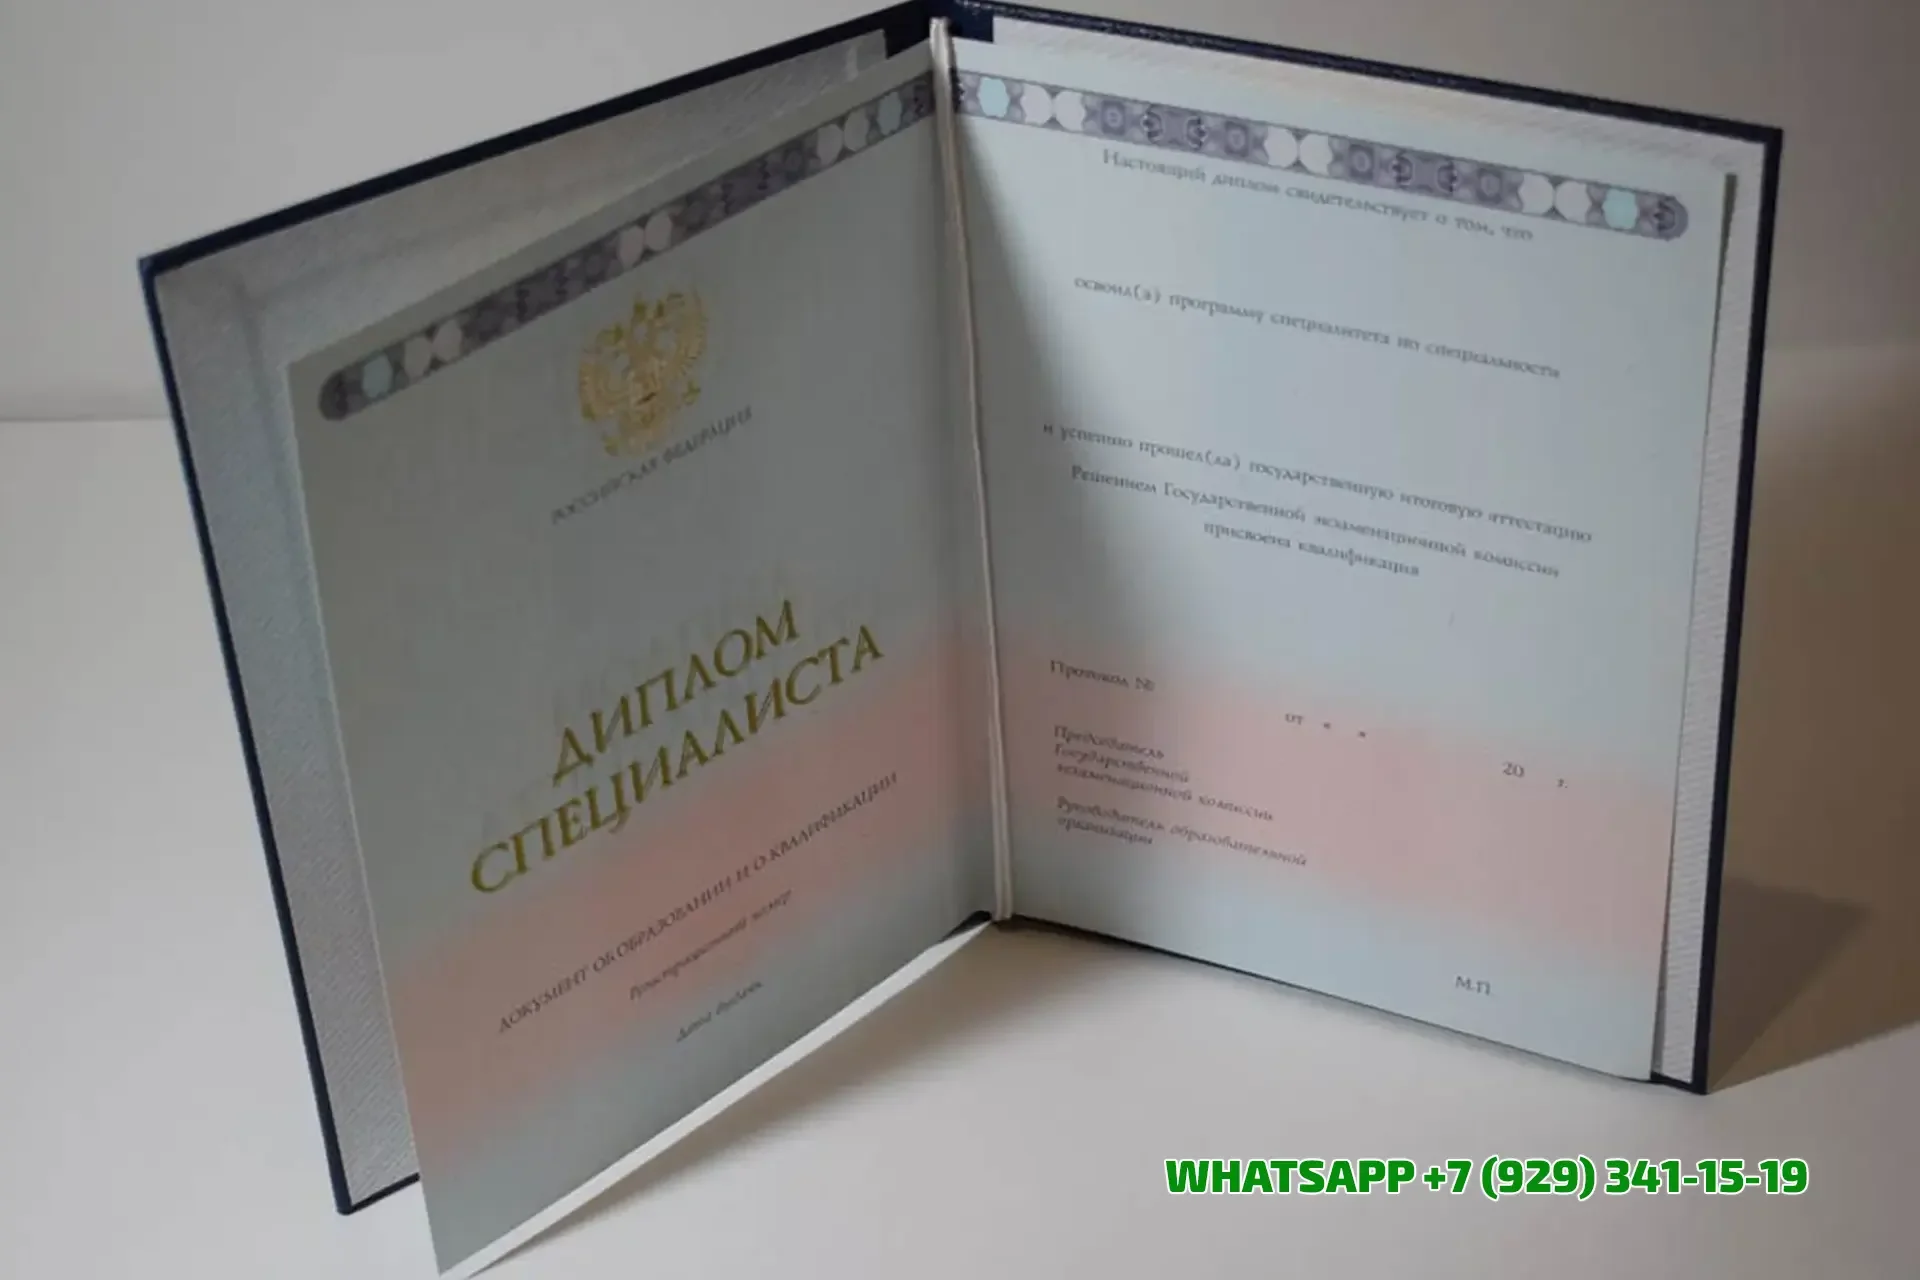 РОССИЙСКАЯ ФЕДЕРАЦИЯ
ДИПЛОМ
СПЕЦИАЛИСТА
ДОКУМЕНТ ОБ ОБРАЗОВАНИИ И О КВАЛИФИКАЦИИ
Регистрационный номер
Дата выдачи
Настоящий диплом свидетельствует о том, что
освоил(а) программу специалитета по специальности
и успешно прошел(ла) государственную итоговую аттестацию
Решением Государственной экзаменационной комиссии
присвоена квалификация
Протокол №
от « » 20 г.
Председатель
Государственной
экзаменационной комиссии
Руководитель образовательной
организации
М.П.
WHATSAPP +7 (929) 341-15-19